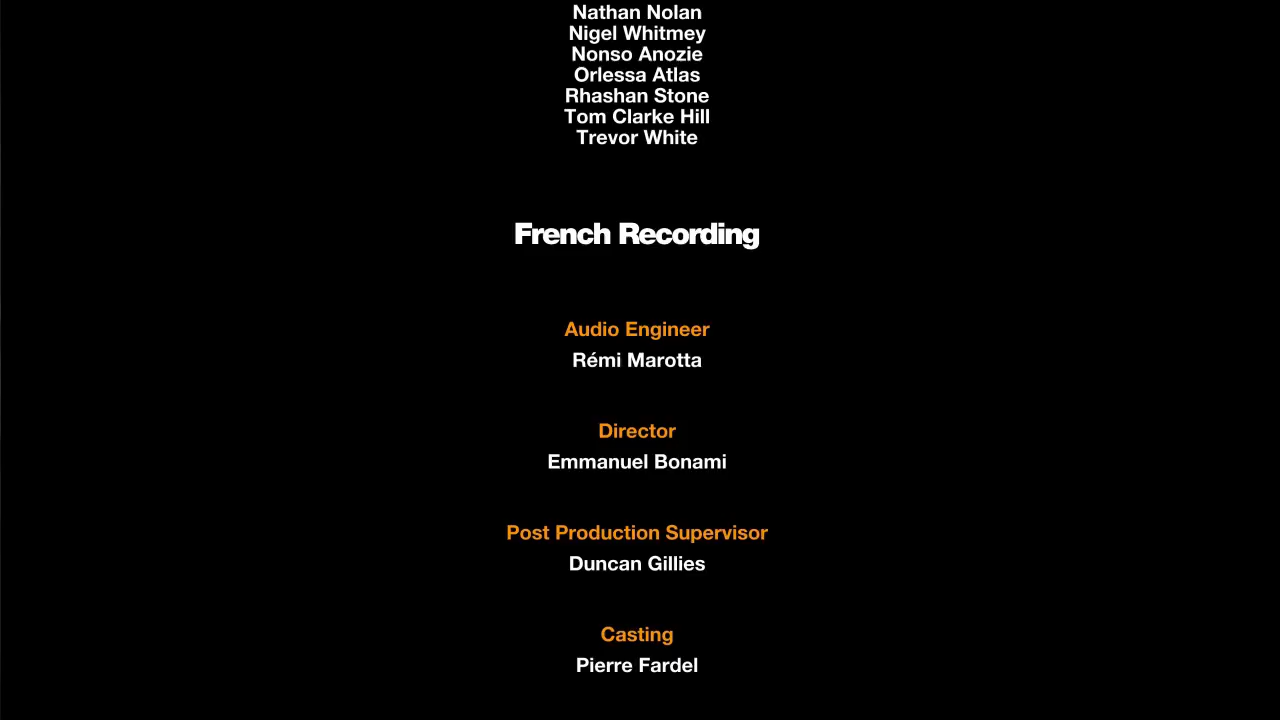 Nathan Nolan
Nigel Whitmey
Nonso Anozie
Orlessa Atlas
Rhashan Stone
Tom Clarke Hill
Trevor White
French Recording
Audio Engineer
Rémi Marotta
Director
Emmanuel Bonami
Post Production Supervisor
Duncan Gillies
Casting
Pierre Fardel